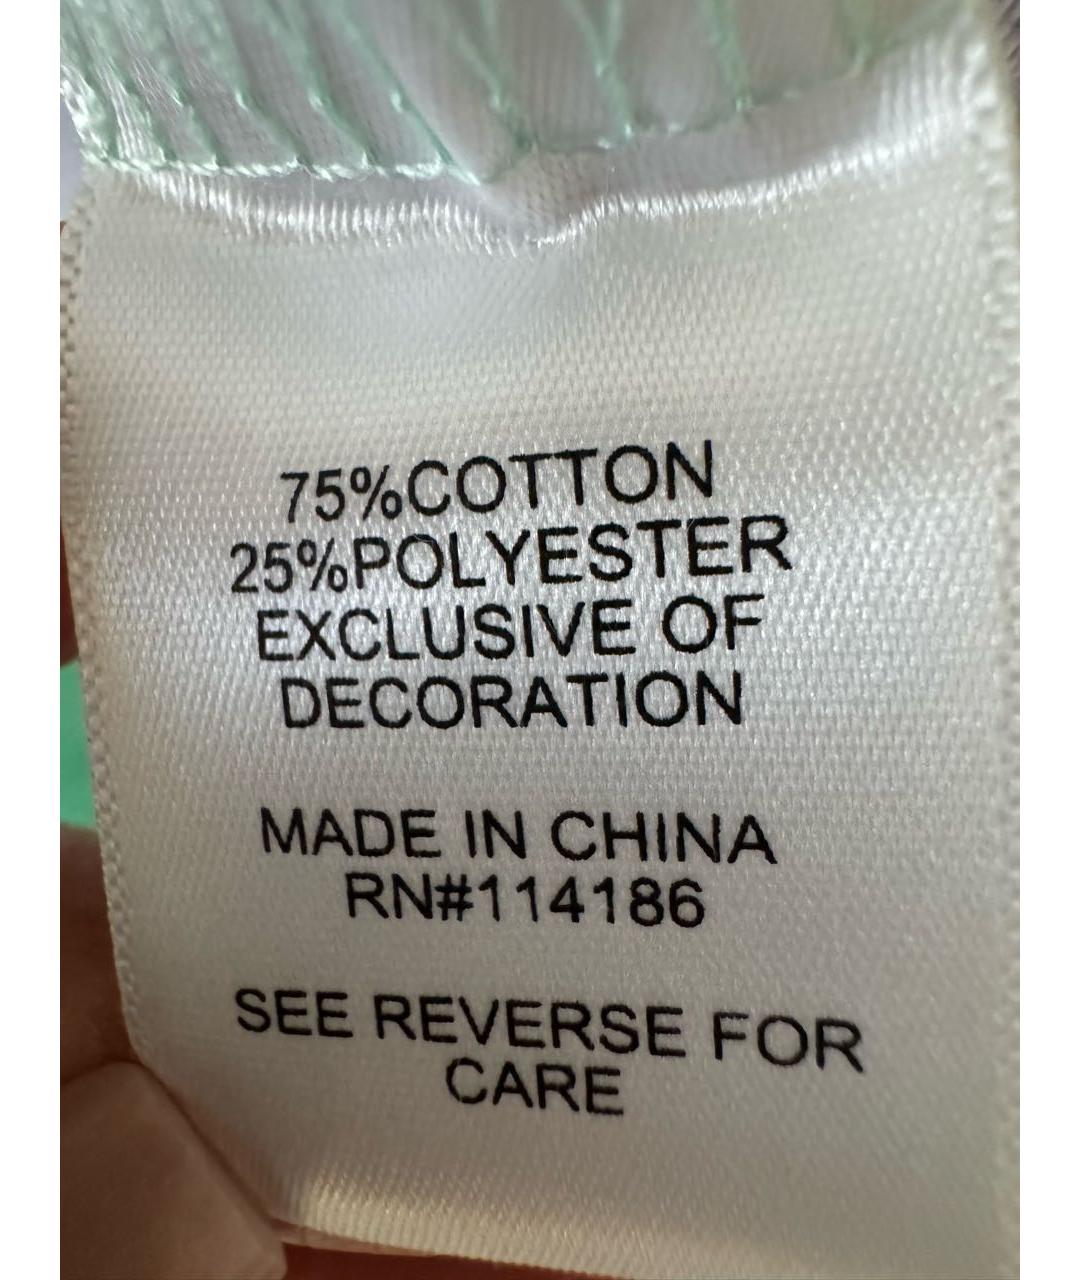 75%COTTON
25%POLYESTER
EXCLUSIVE OF
DECORATION
MADE IN CHINA
RN#114186
SEE REVERSE FOR
CARE